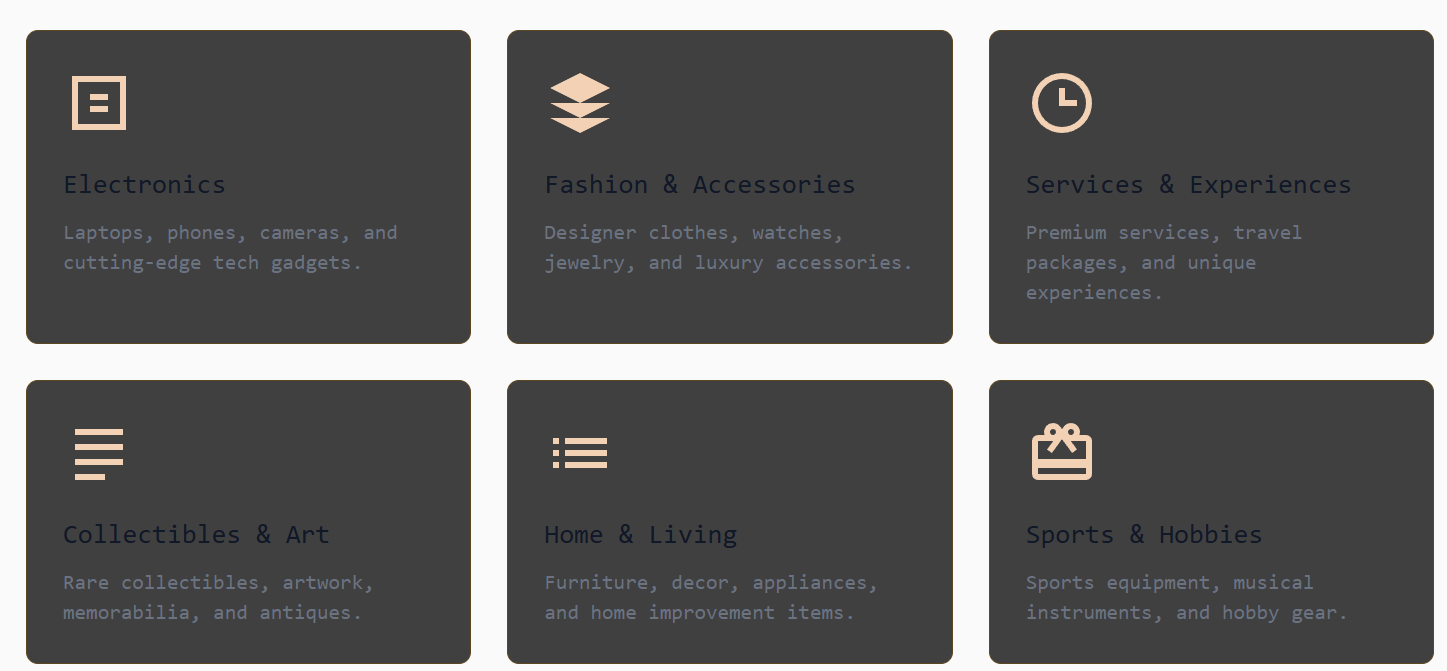 Electronics
Laptops, phones, cameras, and
cutting-edge tech gadgets.
Fashion & Accessories
Designer clothes, watches,
jewelry, and luxury accessories.
Services & Experiences
Premium services, travel
packages, and unique
experiences.
Collectibles & Art
Rare collectibles, artwork,
memorabilia, and antiques.
Home & Living
Furniture, decor, appliances,
and home improvement items.
Sports & Hobbies
Sports equipment, musical
instruments, and hobby gear.